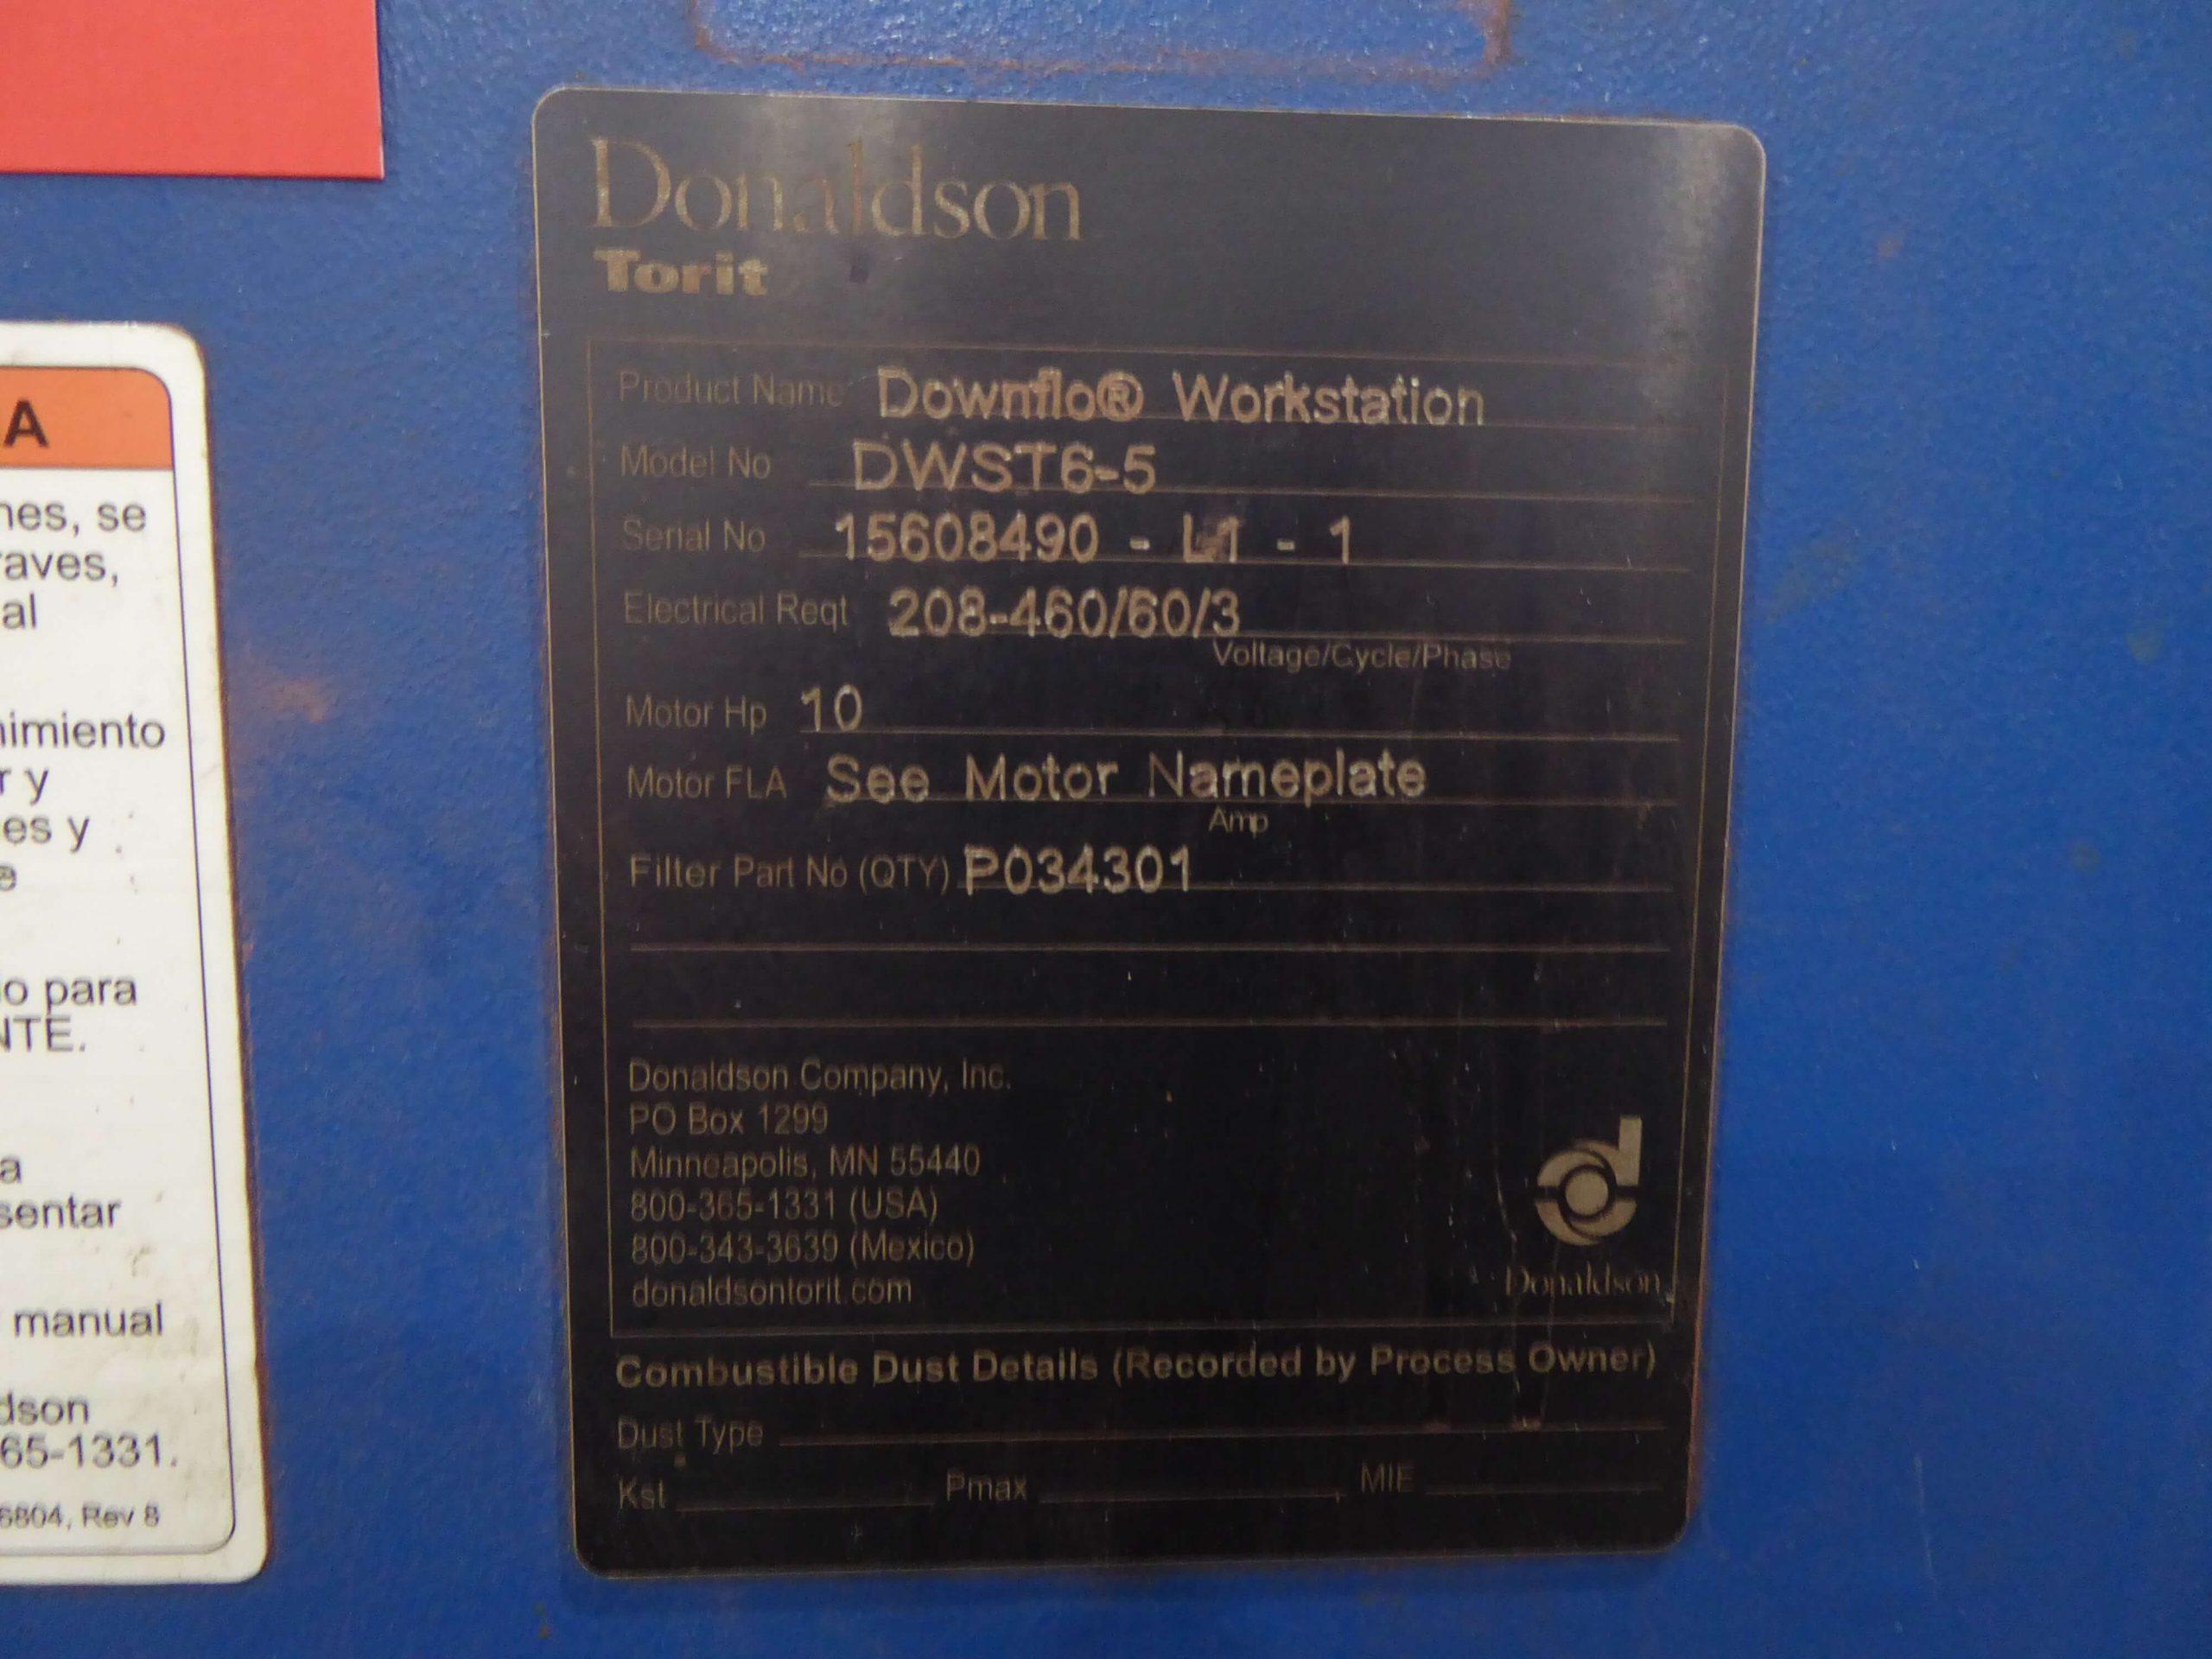 Donaldson
Torit
Product Name Downflo® Workstation
Model No DWST6-5
Serial No 15608490 - L1 - 1
Electrical Reqt 208-460/60/3
Voltage/Cycle/Phase
Motor Hp 10
Motor FLA See Motor Nameplate
Amp
Filter Part No (QTY) P034301
Donaldson Company, Inc.
PO Box 1299
Minneapolis, MN 55440
800-365-1331 (USA)
800-343-3639 (Mexico)
donaldsontorit.com
Donaldson
Combustible Dust Details (Recorded by Process Owner)
Dust Type
Kst Pmax MIE
A
nes, se
raves,
al
nimiento
r y
es y
e
o para
NTE.
a
sentar
manual
dson
65-1331.
6804, Rev 8